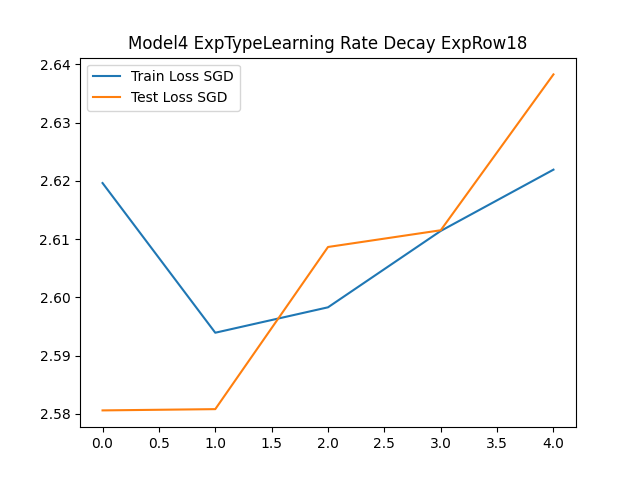 Model4 ExpTypeLearning Rate Decay ExpRow18
Train Loss SGD
Test Loss SGD
2.64
2.63
2.62
2.61
2.60
2.59
2.58
0.0 0.5 1.0 1.5 2.0 2.5 3.0 3.5 4.0